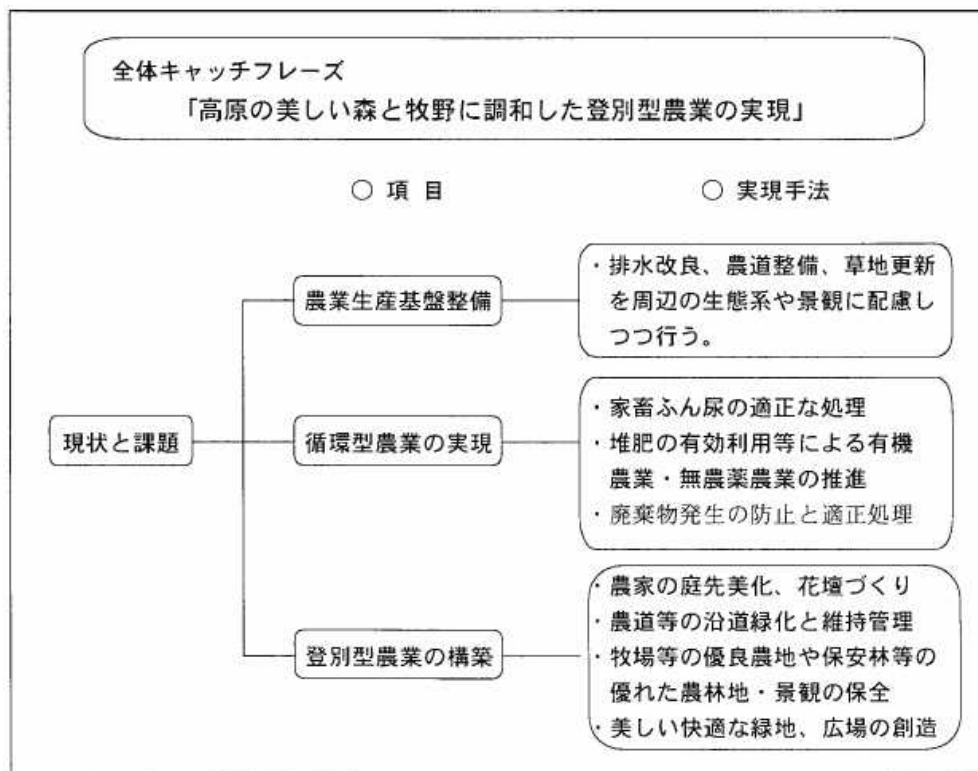 全体キャッチフレーズ
「高原の美しい森と牧野に調和した登別型農業の実現」
○ 項 目
○ 実現手法
現状と課題
農業生産基盤整備
・排水改良、農道整備、草地更新
を周辺の生態系や景観に配慮し
つつ行う。
循環型農業の実現
・家畜ふん尿の適正な処理
・堆肥の有効利用等による有機
農業・無農薬農業の推進
・廃棄物発生の防止と適正処理
登別型農業の構築
・農家の庭先美化、花壇づくり
・農道等の沿道緑化と維持管理
・牧場等の優良農地や保安林等の
優れた農林地・景観の保全
・美しい快適な緑地、広場の創造